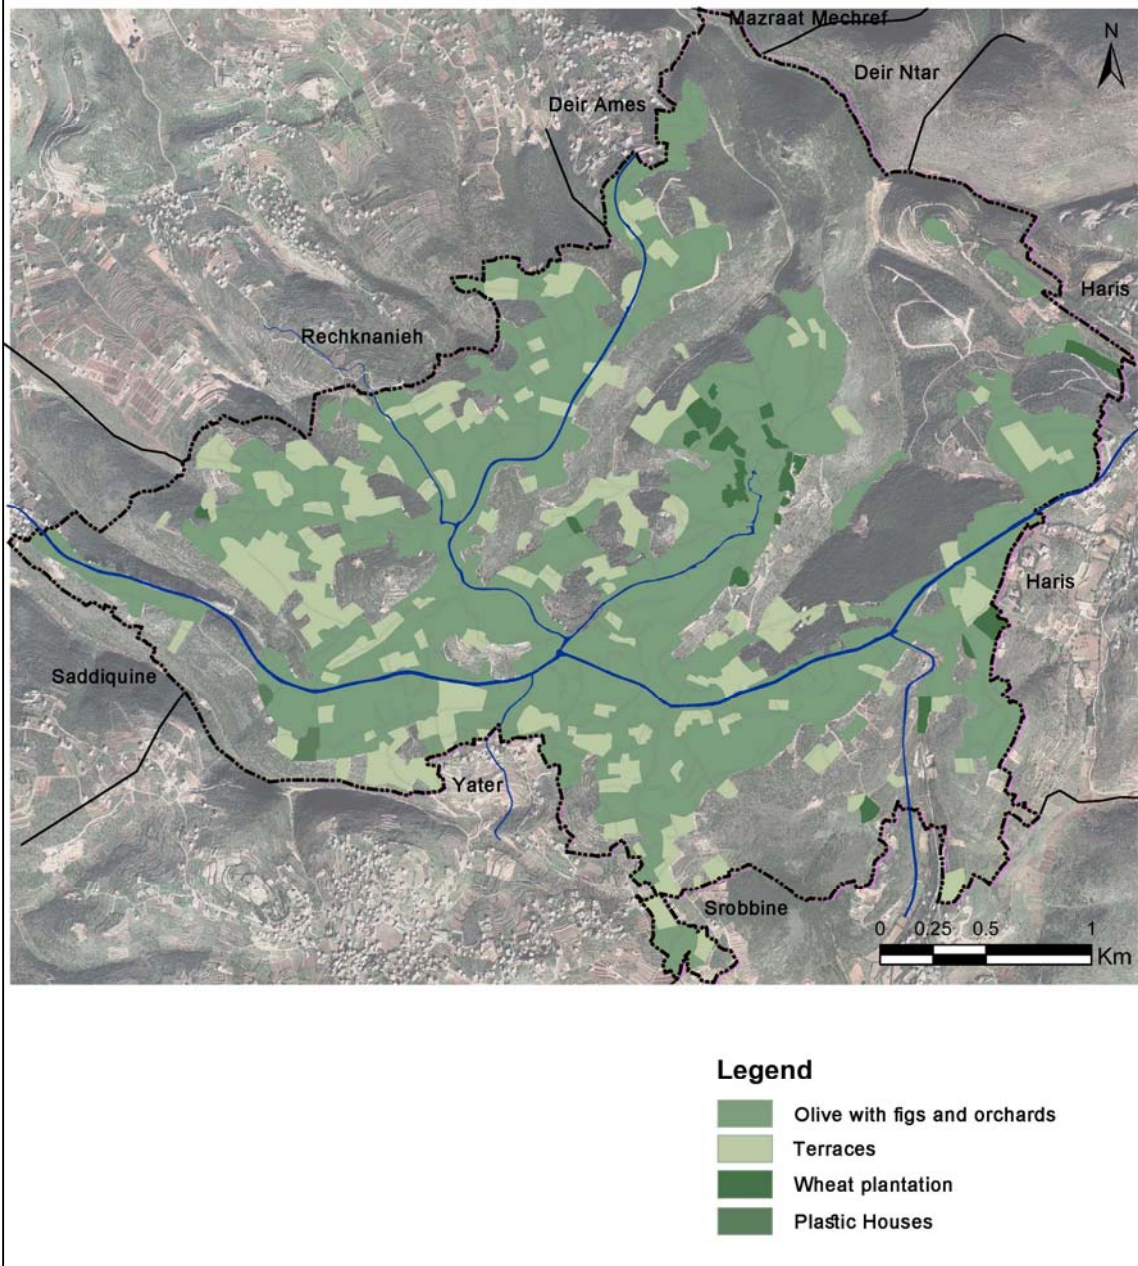 Mazraat Mechref
N
Deir Ntar
Deir Ames
Haris
Rechknanieh
Haris
Saddiquine
Yater
Srobbine
0 0.25 0.5 1
Km
Legend
Olive with figs and orchards
Terraces
Wheat plantation
Plastic Houses